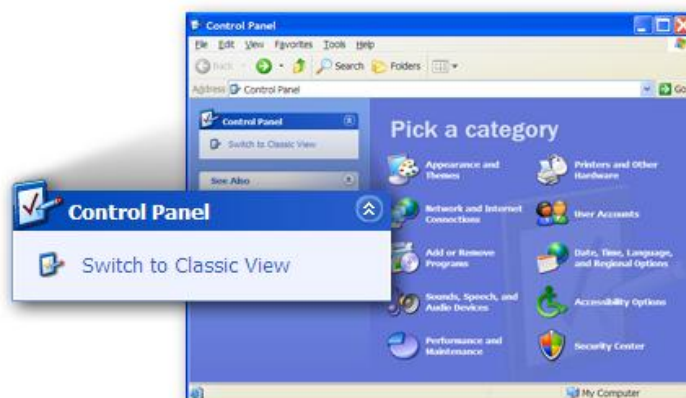 Control Panel
File Edit View Favorites Tools Help
Back Search Folders
Address Control Panel Go
Control Panel
Switch to Classic View
See Also
Pick a category
Appearance and
Themes
Printers and Other
Hardware
Network and Internet
Connections
User Accounts
Add or Remove
Programs
Date, Time, Language,
and Regional Options
Sounds, Speech, and
Audio Devices
Accessibility Options
Performance and
Maintenance
Security Center
Control Panel
Switch to Classic View
My Computer